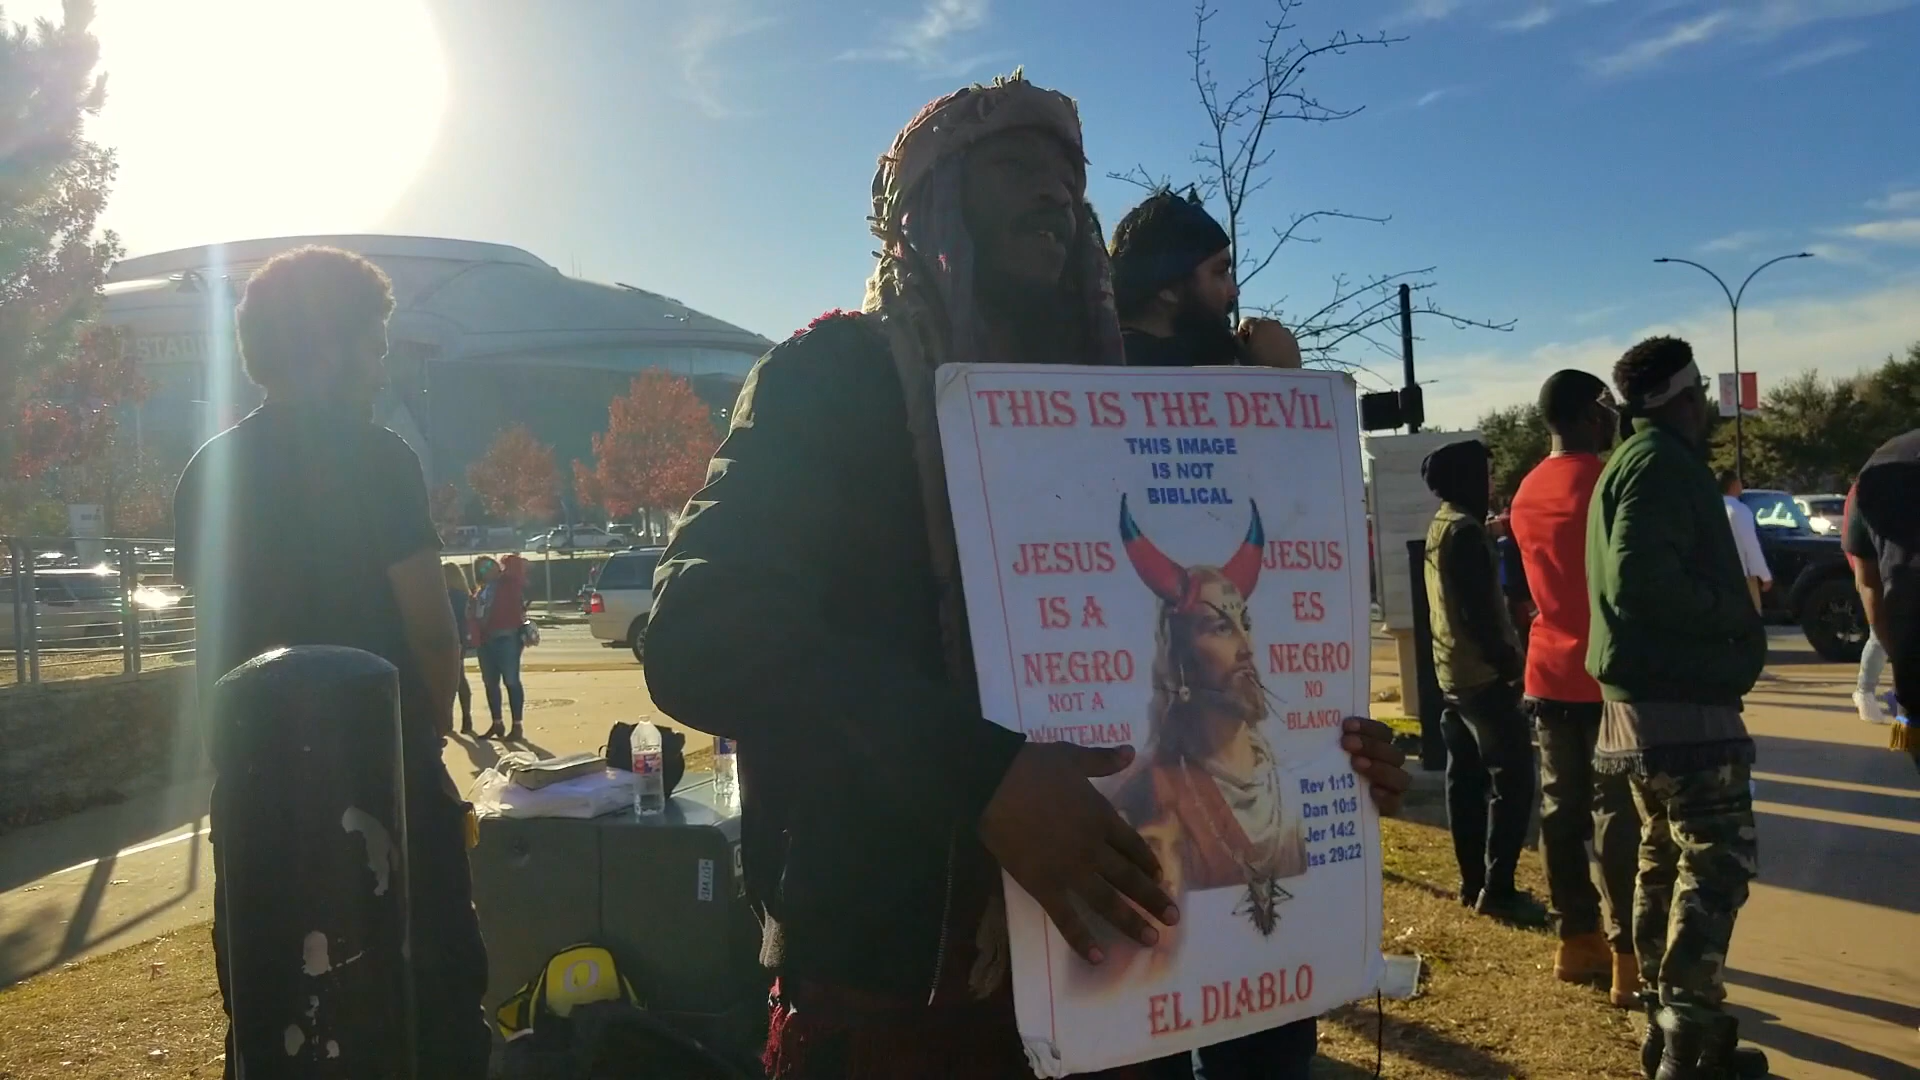 THIS IS THE DEVIL
THIS IMAGE
IS NOT
BIBLICAL
JESUS
IS A
NEGRO
NOT A
WHITEMAN
JESUS
ES
NEGRO
NO
BLANCO
Rev 1:13
Dan 10:6
Jer 14:2
Iss 29:22
EL DIABLO
O